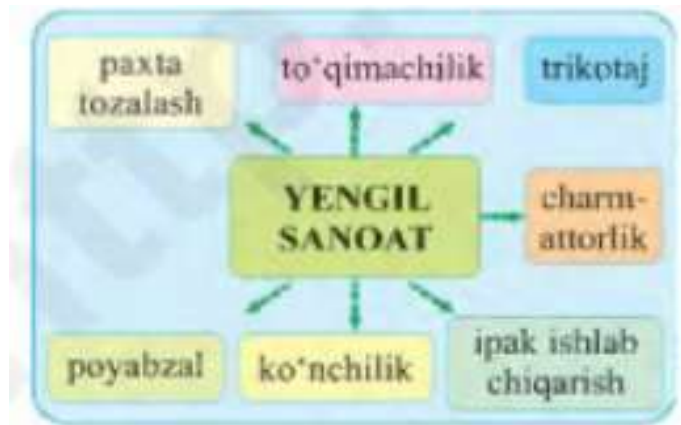 paxta
tozalash
to‘qimachilik
trikotaj
YENGIL
SANOAT
charm-
attorlik
poyabzal
ko‘nchilik
ipak ishlab
chiqarish